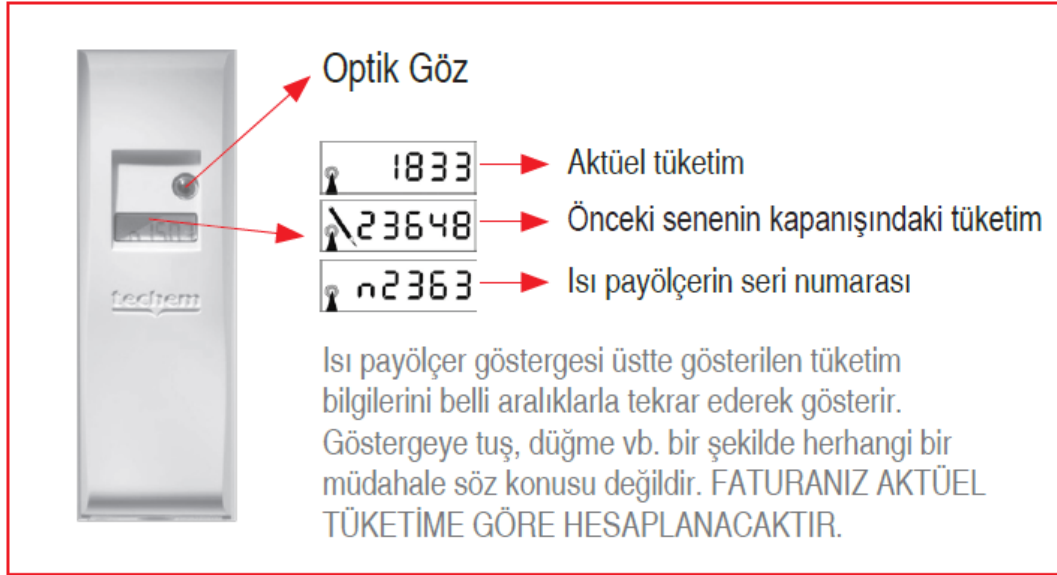 Optik Göz
1833
Aktüel tüketim
23648
Önceki senenin kapanışındaki tüketim
n2363
Isı payölçerin seri numarası
techem
Isı payölçer göstergesi üstte gösterilen tüketim
bilgilerini belli aralıklarla tekrar ederek gösterir.
Göstergeye tuş, düğme vb. bir şekilde herhangi bir
müdahale söz konusu değildir. FATURANIZ AKTÜEL
TÜKETİME GÖRE HESAPLANACAKTIR.